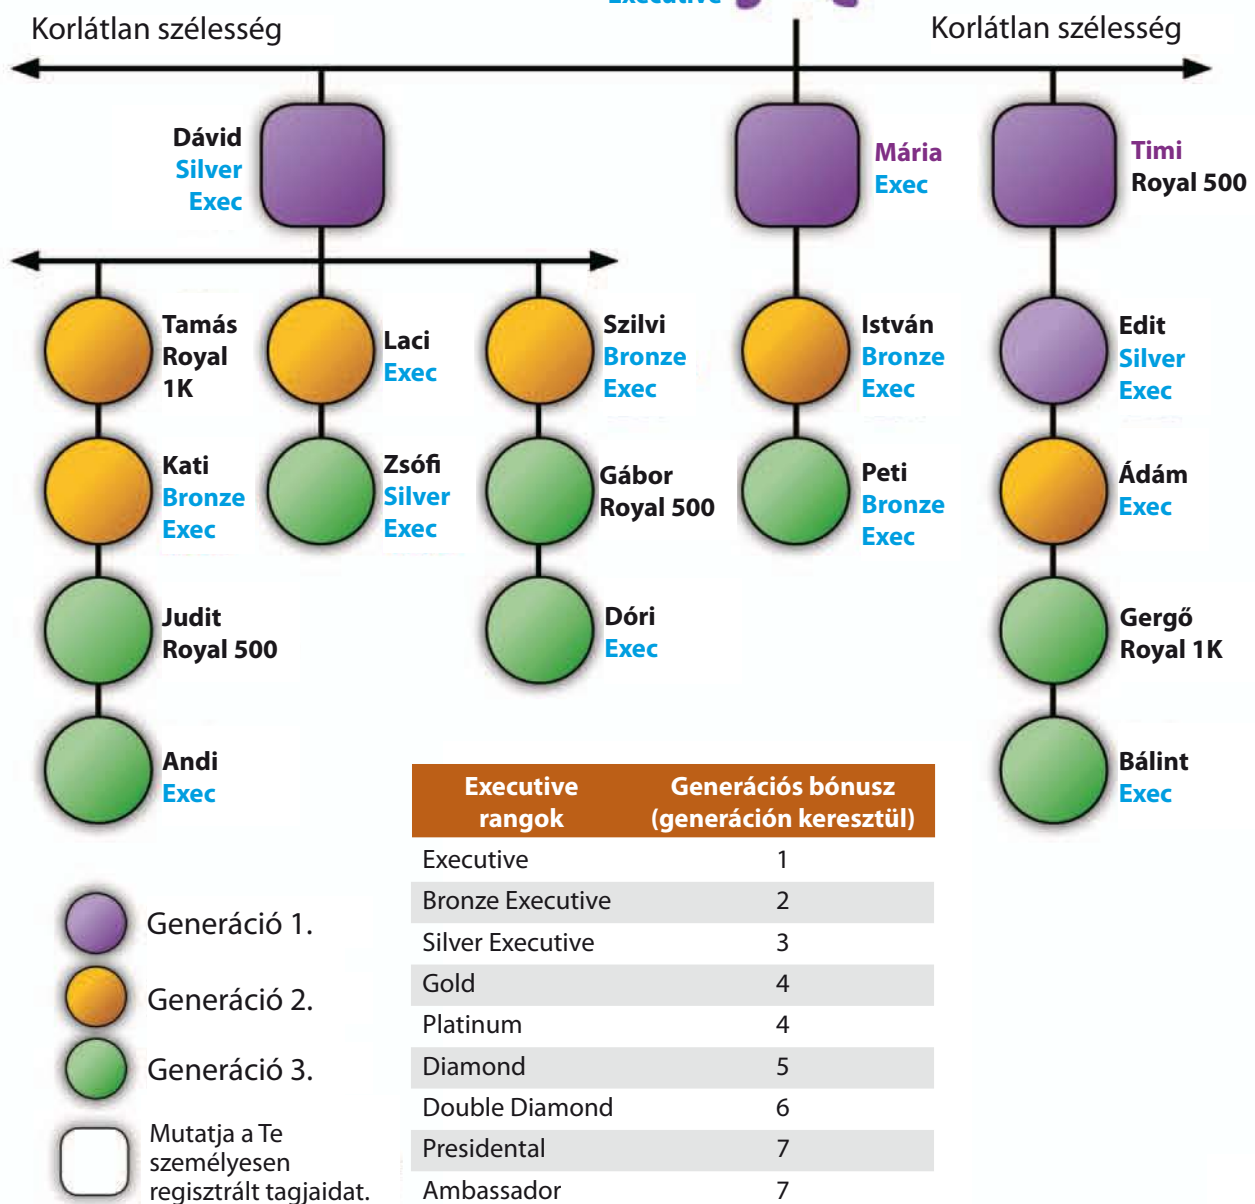 Executive
Korlátlan szélesség
Korlátlan szélesség
Dávid
Silver
Exec
Mária
Exec
Timi
Royal 500
Tamás
Royal
1K
Laci
Exec
Szilvi
Bronze
Exec
István
Bronze
Exec
Edit
Silver
Exec
Kati
Bronze
Exec
Zsófi
Silver
Exec
Gábor
Royal 500
Peti
Bronze
Exec
Ádám
Exec
Judit
Royal 500
Dóri
Exec
Gergő
Royal 1K
Andi
Exec
Bálint
Exec
Executive rangok
Generációs bónusz
(generáción keresztül)
Executive 1
Bronze Executive 2
Silver Executive 3
Gold 4
Platinum 4
Diamond 5
Double Diamond 6
Presidental 7
Ambassador 7
Generáció 1.
Generáció 2.
Generáció 3.
Mutatja a Te
személyesen
regisztrált tagjaidat.